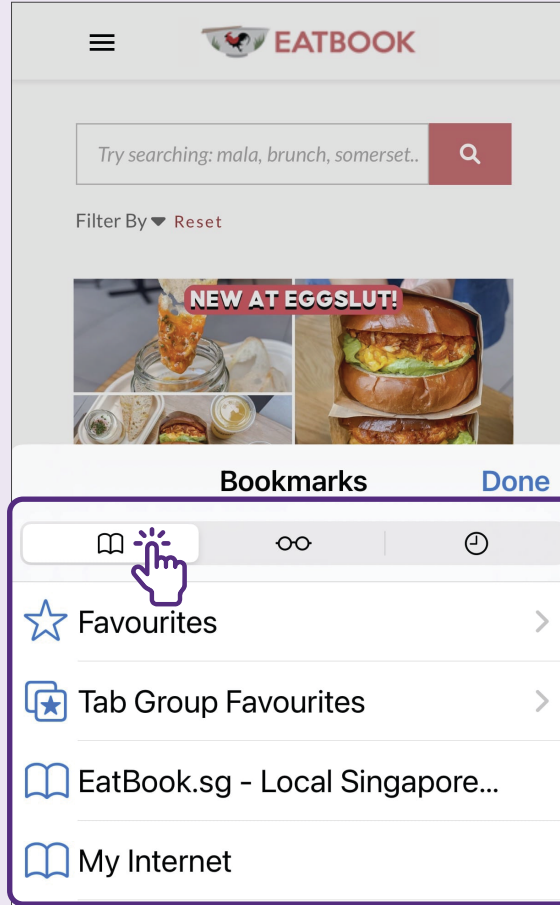 EATBOOK
Try searching: mala, brunch, somerset..
Filter By Reset
NEW AT EGGSLUT!
Bookmarks Done
Favourites
Tab Group Favourites
EatBook.sg - Local Singapore...
My Internet